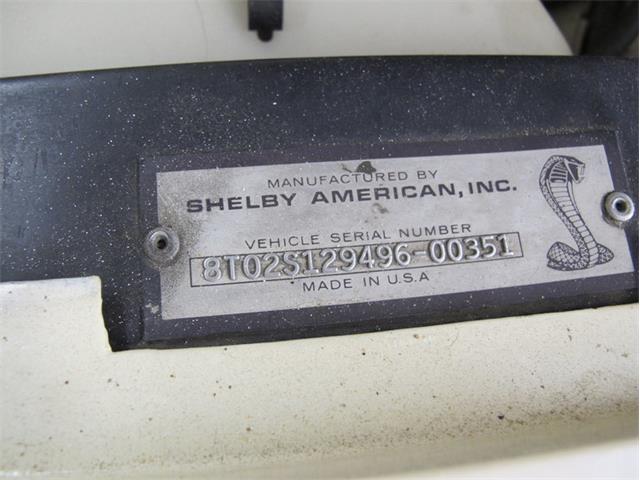 MANUFACTURED BY
SHELBY AMERICAN, INC.
VEHICLE SERIAL NUMBER
8T02S129496-00351
MADE IN U.S.A